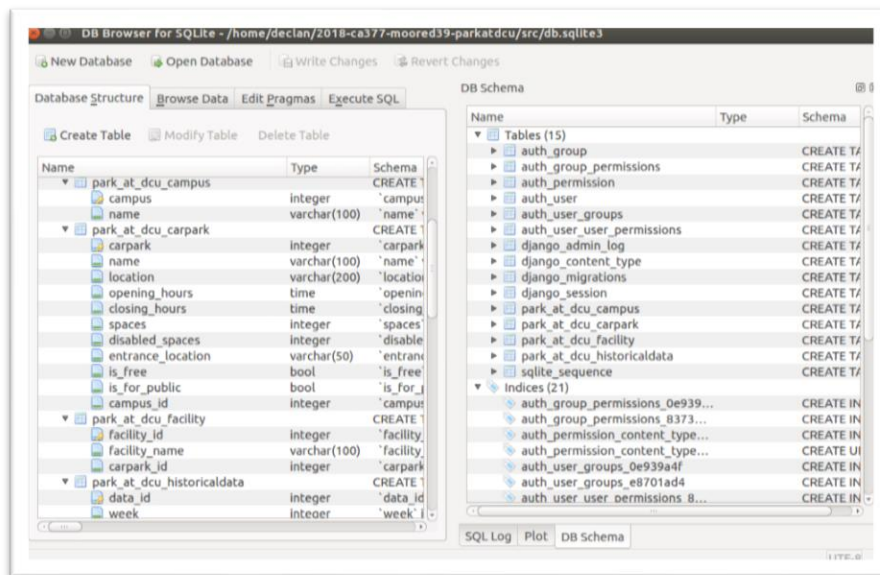 DB Browser for SQLite - /home/declan/2018-ca377-moored39-parkatdcu/src/db.sqlite3
New Database Open Database Write Changes Revert Changes
Database Structure Browse Data Edit Pragmas Execute SQL
Create Table Modify Table Delete Table
Name Type Schema
park_at_dcu_campus CREATE T
campus integer `campus
name varchar(100) `name`
park_at_dcu_carpark CREATE T
carpark integer `carpark
name varchar(100) `name`
location varchar(200) `locatio
opening_hours time `openin
closing_hours time `closing
spaces integer `spaces`
disabled_spaces integer `disable
entrance_location varchar(50) `entran
is_free bool `is_free`
is_for_public bool `is_for_p
campus_id integer `campus
park_at_dcu_facility CREATE T
facility_id integer `facility_
facility_name varchar(100) `facility_
carpark_id integer `carpark
park_at_dcu_historicaldata CREATE T
data_id integer `data_id
week integer `week` i
DB Schema
Name Type Schema
Tables (15)
auth_group CREATE TA
auth_group_permissions CREATE TA
auth_permission CREATE TA
auth_user CREATE TA
auth_user_groups CREATE TA
auth_user_user_permissions CREATE TA
django_admin_log CREATE TA
django_content_type CREATE TA
django_migrations CREATE TA
django_session CREATE TA
park_at_dcu_campus CREATE TA
park_at_dcu_carpark CREATE TA
park_at_dcu_facility CREATE TA
park_at_dcu_historicaldata CREATE TA
sqlite_sequence CREATE TA
Indices (21)
auth_group_permissions_0e939... CREATE IN
auth_group_permissions_8373... CREATE IN
auth_permission_content_type... CREATE IN
auth_permission_content_type... CREATE UI
auth_user_groups_0e939a4f CREATE IN
auth_user_groups_e8701ad4 CREATE IN
auth_user_user_permissions_8... CREATE IN
SQL Log Plot DB Schema